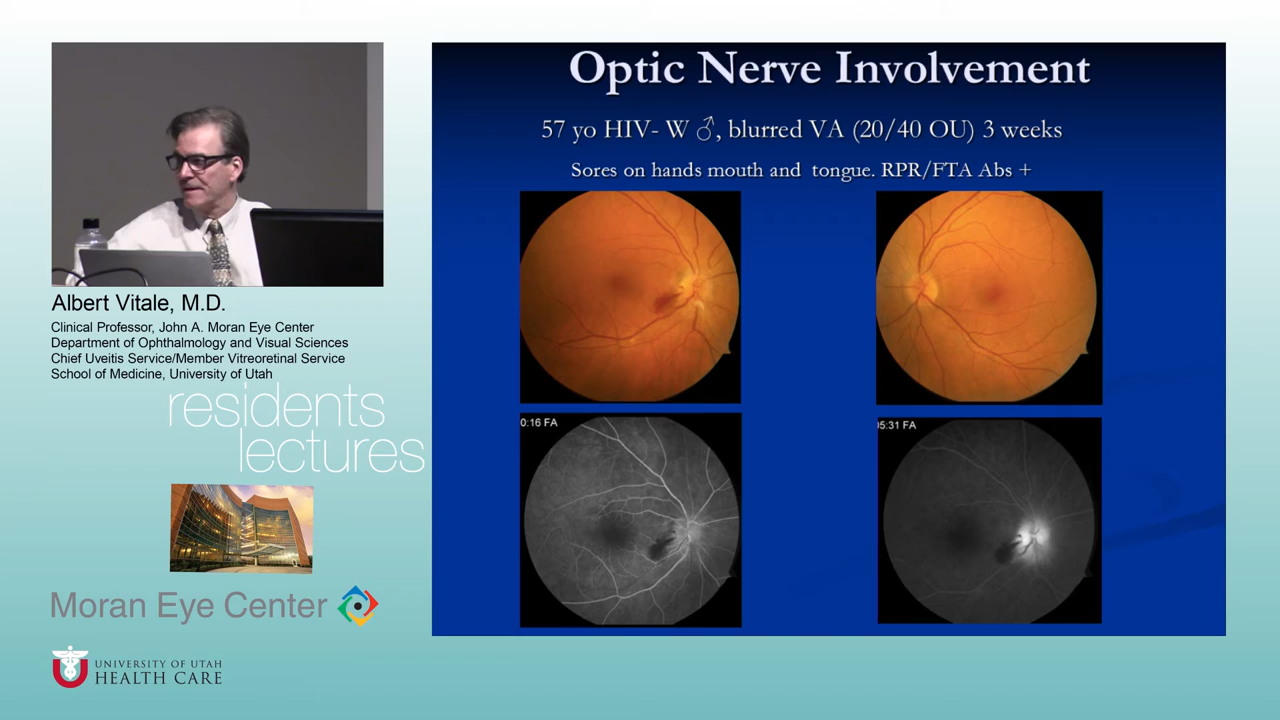 Optic Nerve Involvement
57 yo HIV- W ♂, blurred VA (20/40 OU) 3 weeks
Sores on hands mouth and tongue. RPR/FTA Abs +
0:16 FA
05:31 FA
Albert Vitale, M.D.
Clinical Professor, John A. Moran Eye Center
Department of Ophthalmology and Visual Sciences
Chief Uveitis Service/Member Vitreoretinal Service
School of Medicine, University of Utah
residents
lectures
Moran Eye Center
UNIVERSITY OF UTAH
HEALTH CARE